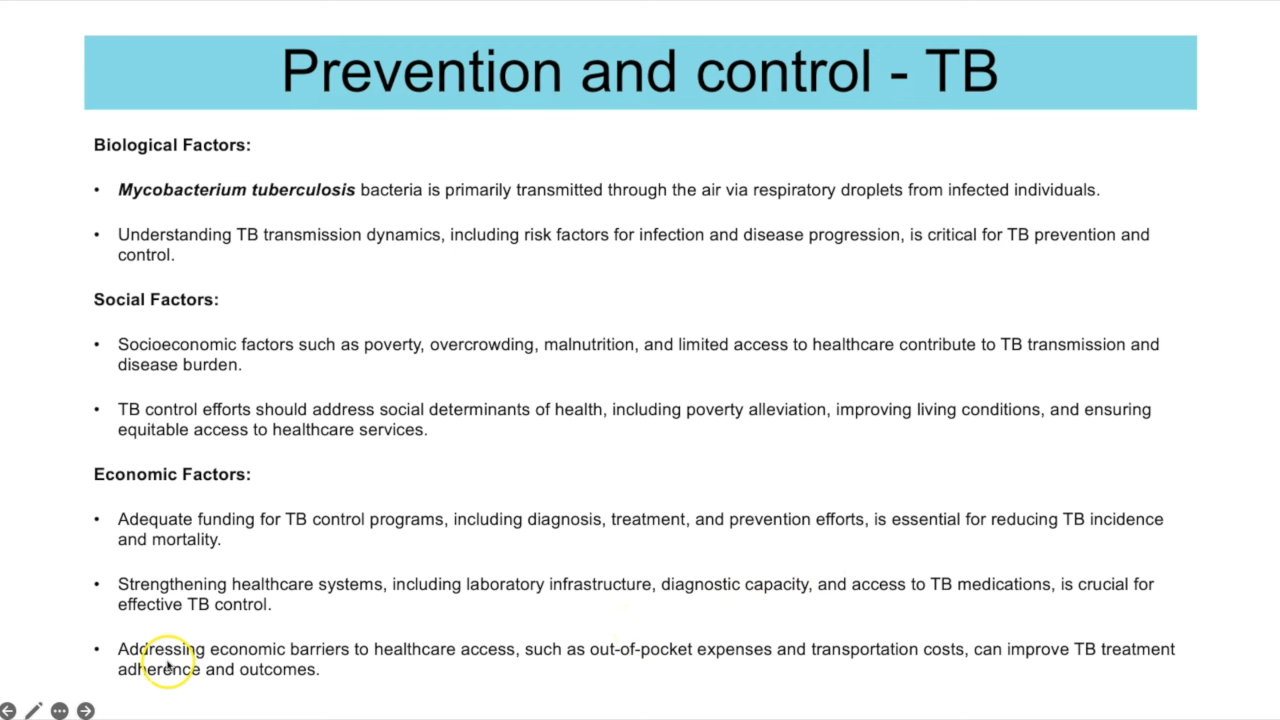 Prevention and control - TB
Biological Factors:
• Mycobacterium tuberculosis bacteria is primarily transmitted through the air via respiratory droplets from infected individuals.
• Understanding TB transmission dynamics, including risk factors for infection and disease progression, is critical for TB prevention and
control.
Social Factors:
• Socioeconomic factors such as poverty, overcrowding, malnutrition, and limited access to healthcare contribute to TB transmission and
disease burden.
• TB control efforts should address social determinants of health, including poverty alleviation, improving living conditions, and ensuring
equitable access to healthcare services.
Economic Factors:
• Adequate funding for TB control programs, including diagnosis, treatment, and prevention efforts, is essential for reducing TB incidence
and mortality.
• Strengthening healthcare systems, including laboratory infrastructure, diagnostic capacity, and access to TB medications, is crucial for
effective TB control.
• Addressing economic barriers to healthcare access, such as out-of-pocket expenses and transportation costs, can improve TB treatment
adherence and outcomes.